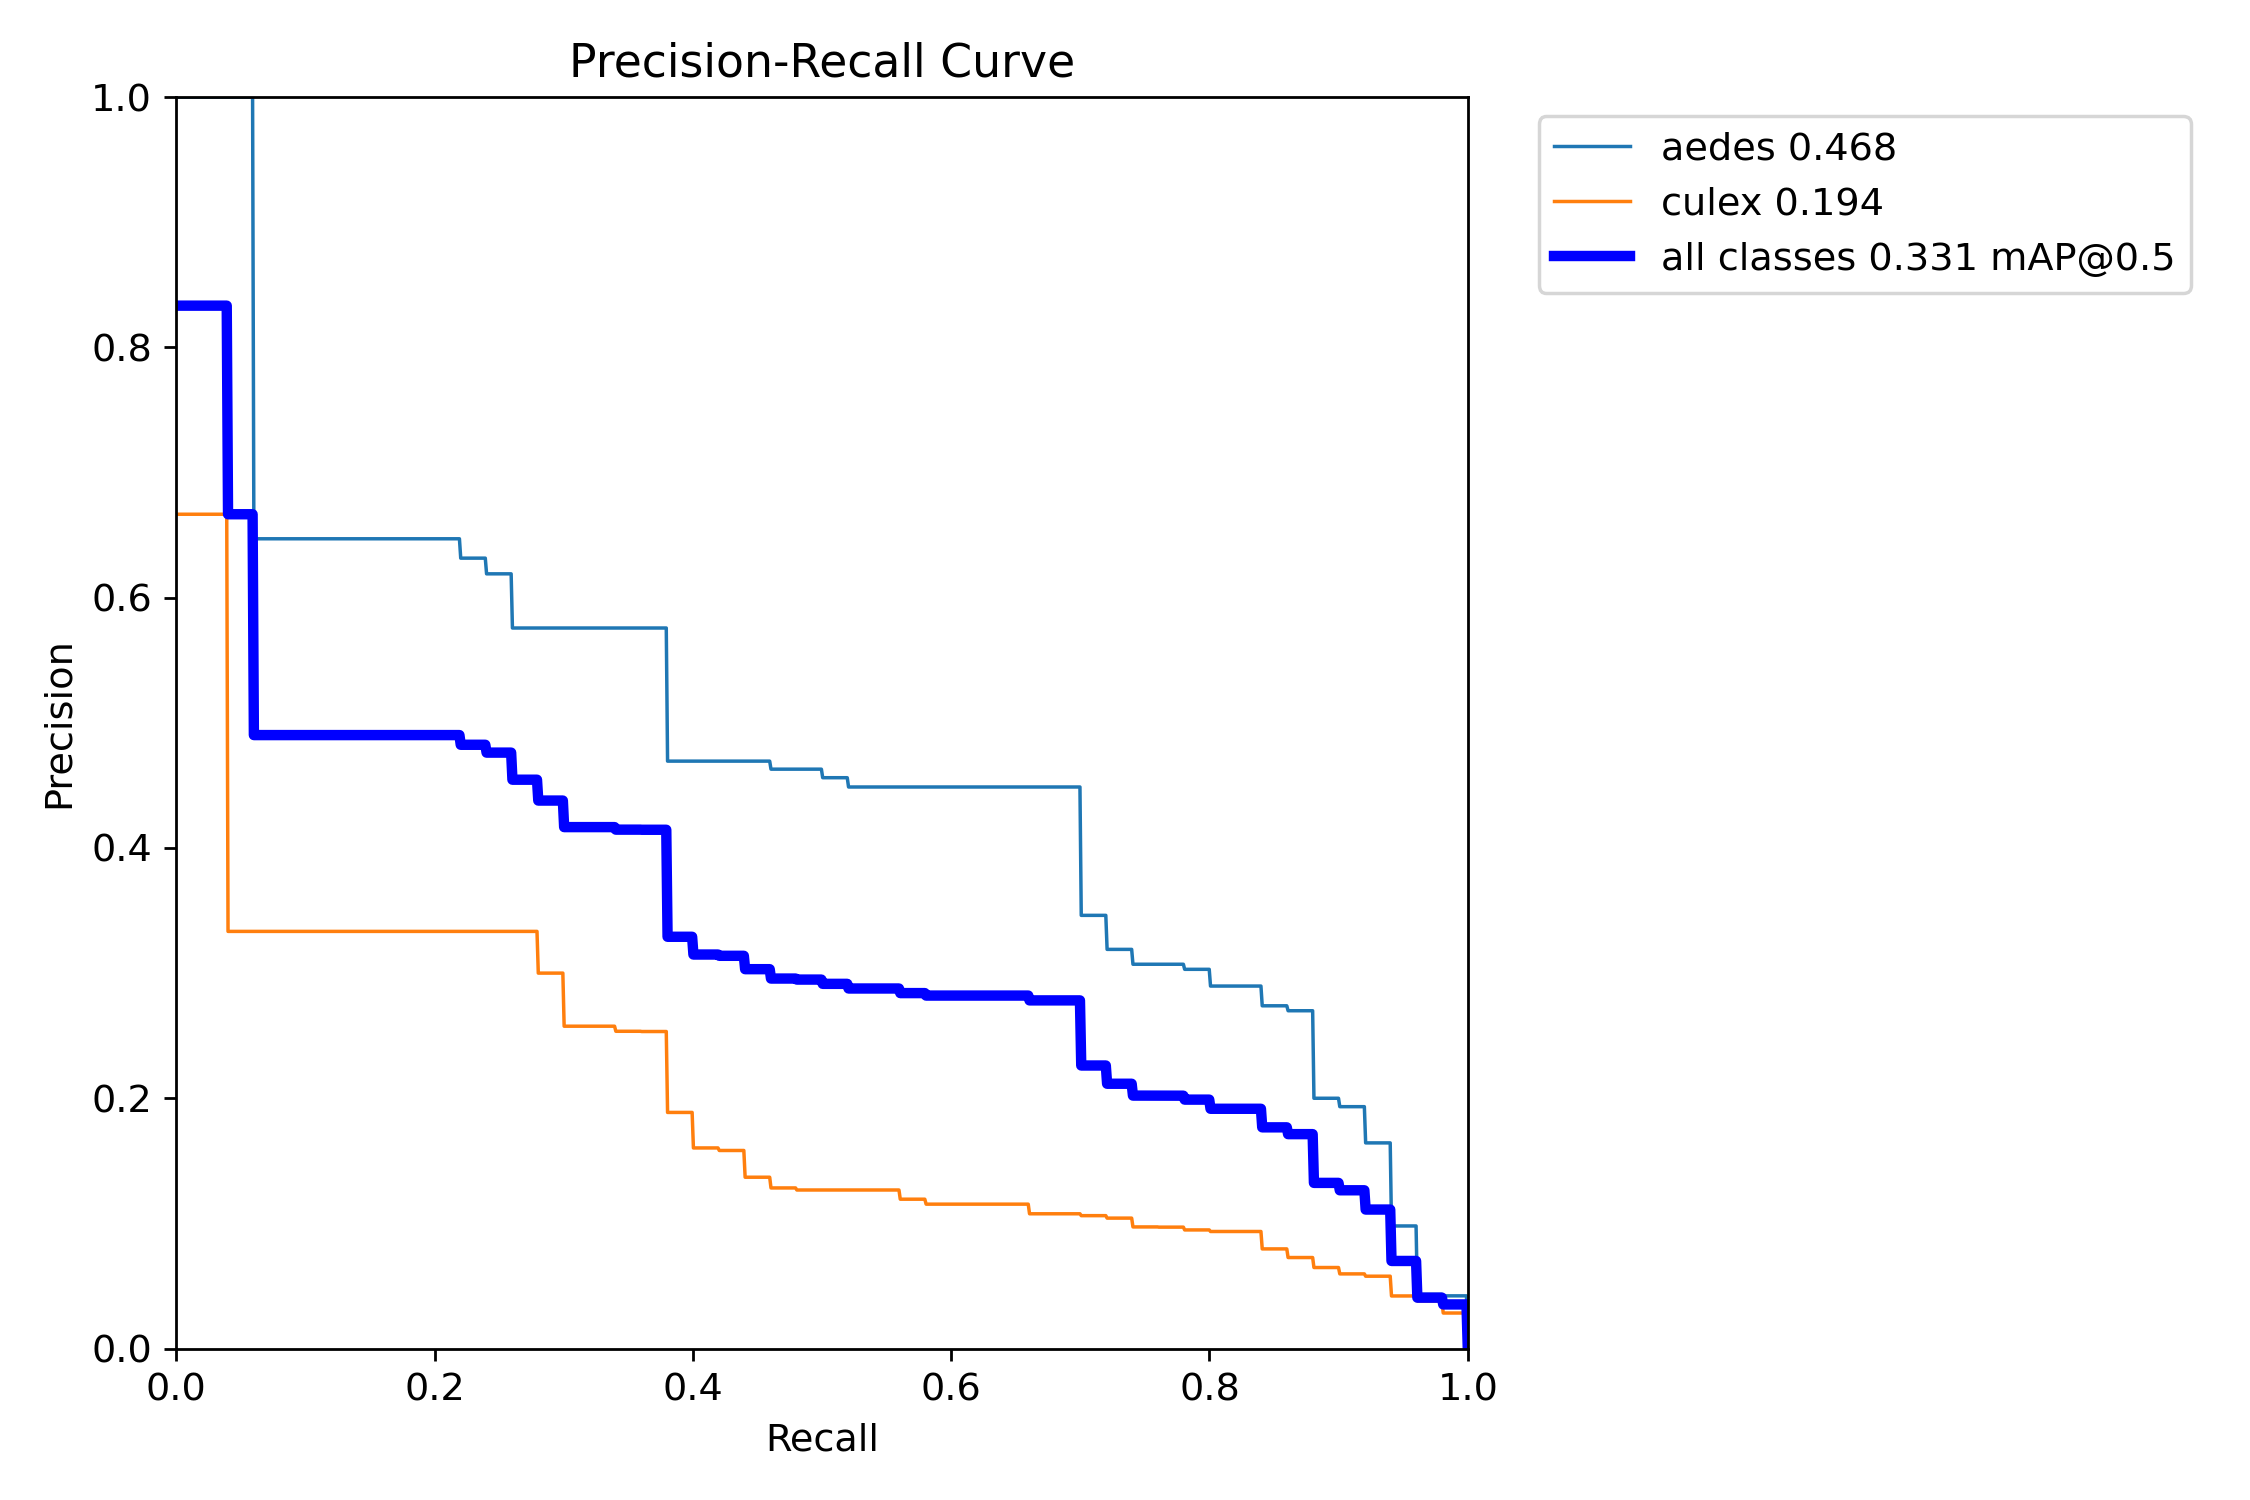 Precision-Recall Curve
1.0
0.8
0.6
0.4
0.2
0.0
Precision
0.0 0.2 0.4 0.6 0.8 1.0
Recall
aedes 0.468
culex 0.194
all classes 0.331 mAP@0.5